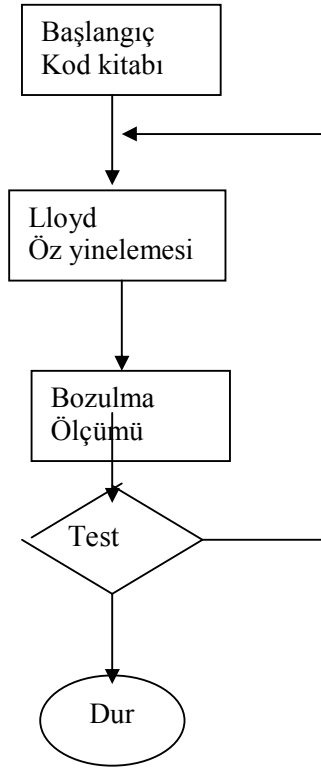 Başlangıç
Kod kitabı
Lloyd
Öz yinelemesi
Bozulma
Ölçümü
Test
Dur